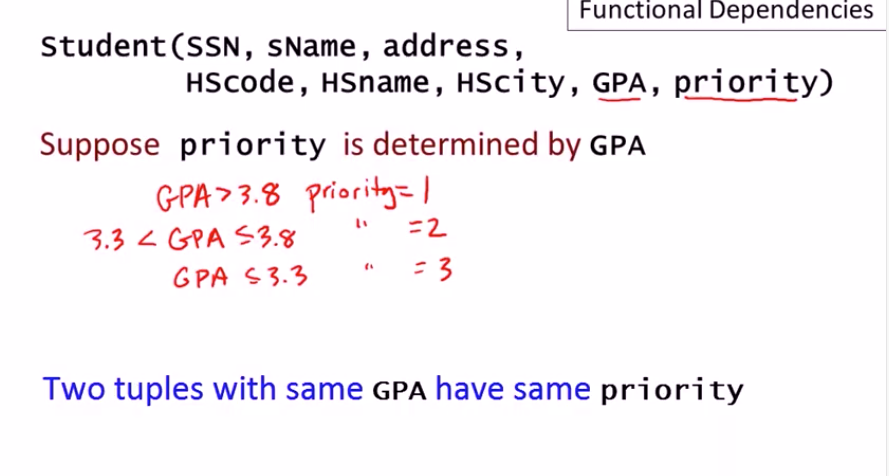 Functional Dependencies
Student(SSN, sName, address,
HScode, HSname, HScity, GPA, priority)
Suppose priority is determined by GPA
GPA > 3.8 priority = 1
3.3 < GPA ≤ 3.8 " = 2
GPA ≤ 3.3 " = 3
Two tuples with same GPA have same priority